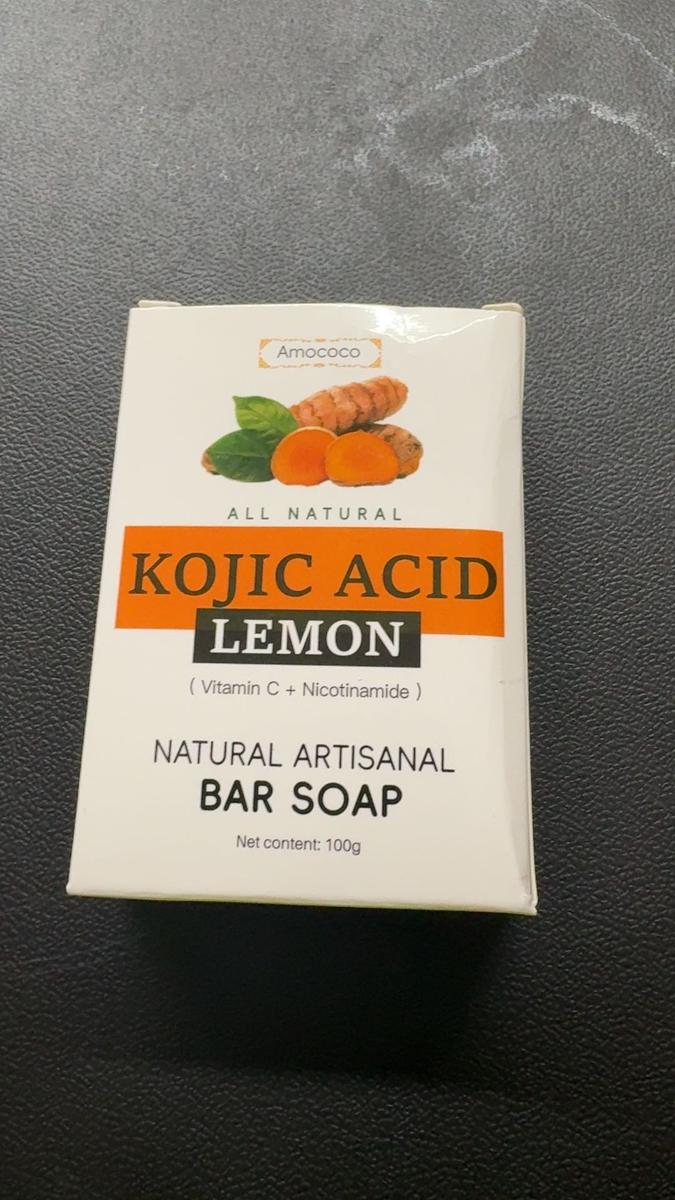 Amococo
ALL NATURAL
KOJIC ACID
LEMON
( Vitamin C + Nicotinamide )
NATURAL ARTISANAL
BAR SOAP
Net content: 100g